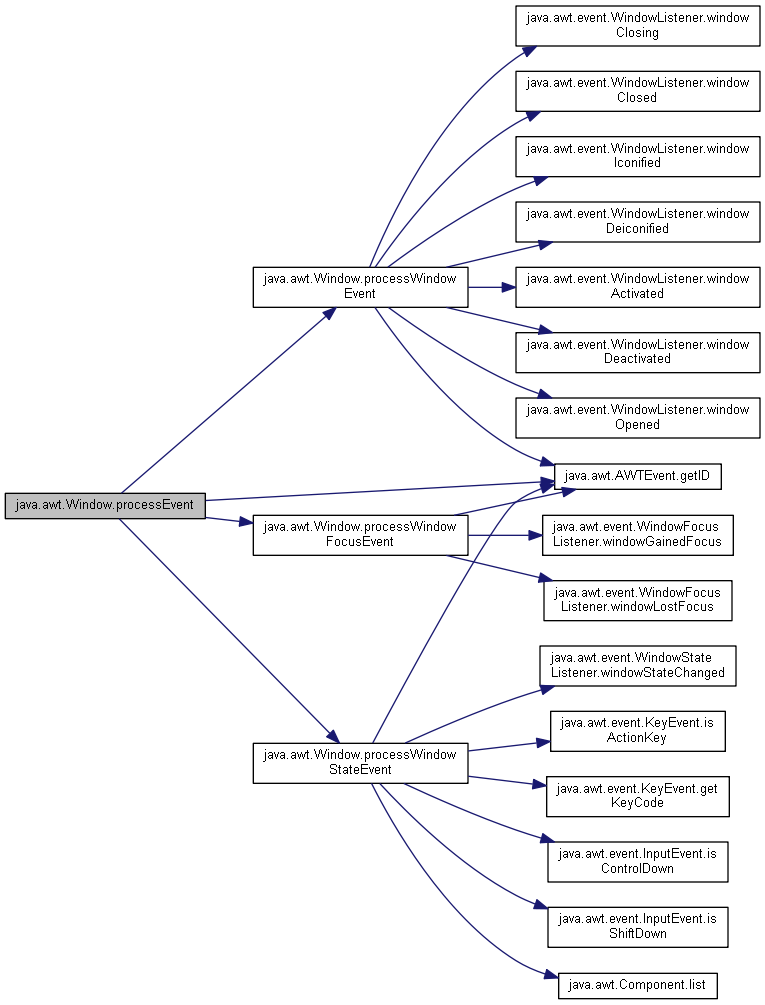 java.awt.event.WindowListener.window
Closing
java.awt.event.WindowListener.window
Closed
java.awt.event.WindowListener.window
Iconified
java.awt.event.WindowListener.window
Deiconified
java.awt.Window.processWindow
Event
java.awt.event.WindowListener.window
Activated
java.awt.event.WindowListener.window
Deactivated
java.awt.event.WindowListener.window
Opened
java.awt.AWTEvent.getID
java.awt.Window.processEvent
java.awt.Window.processWindow
FocusEvent
java.awt.event.WindowFocus
Listener.windowGainedFocus
java.awt.event.WindowFocus
Listener.windowLostFocus
java.awt.event.WindowState
Listener.windowStateChanged
java.awt.event.KeyEvent.is
ActionKey
java.awt.Window.processWindow
StateEvent
java.awt.event.KeyEvent.get
KeyCode
java.awt.event.InputEvent.is
ControlDown
java.awt.event.InputEvent.is
ShiftDown
java.awt.Component.list